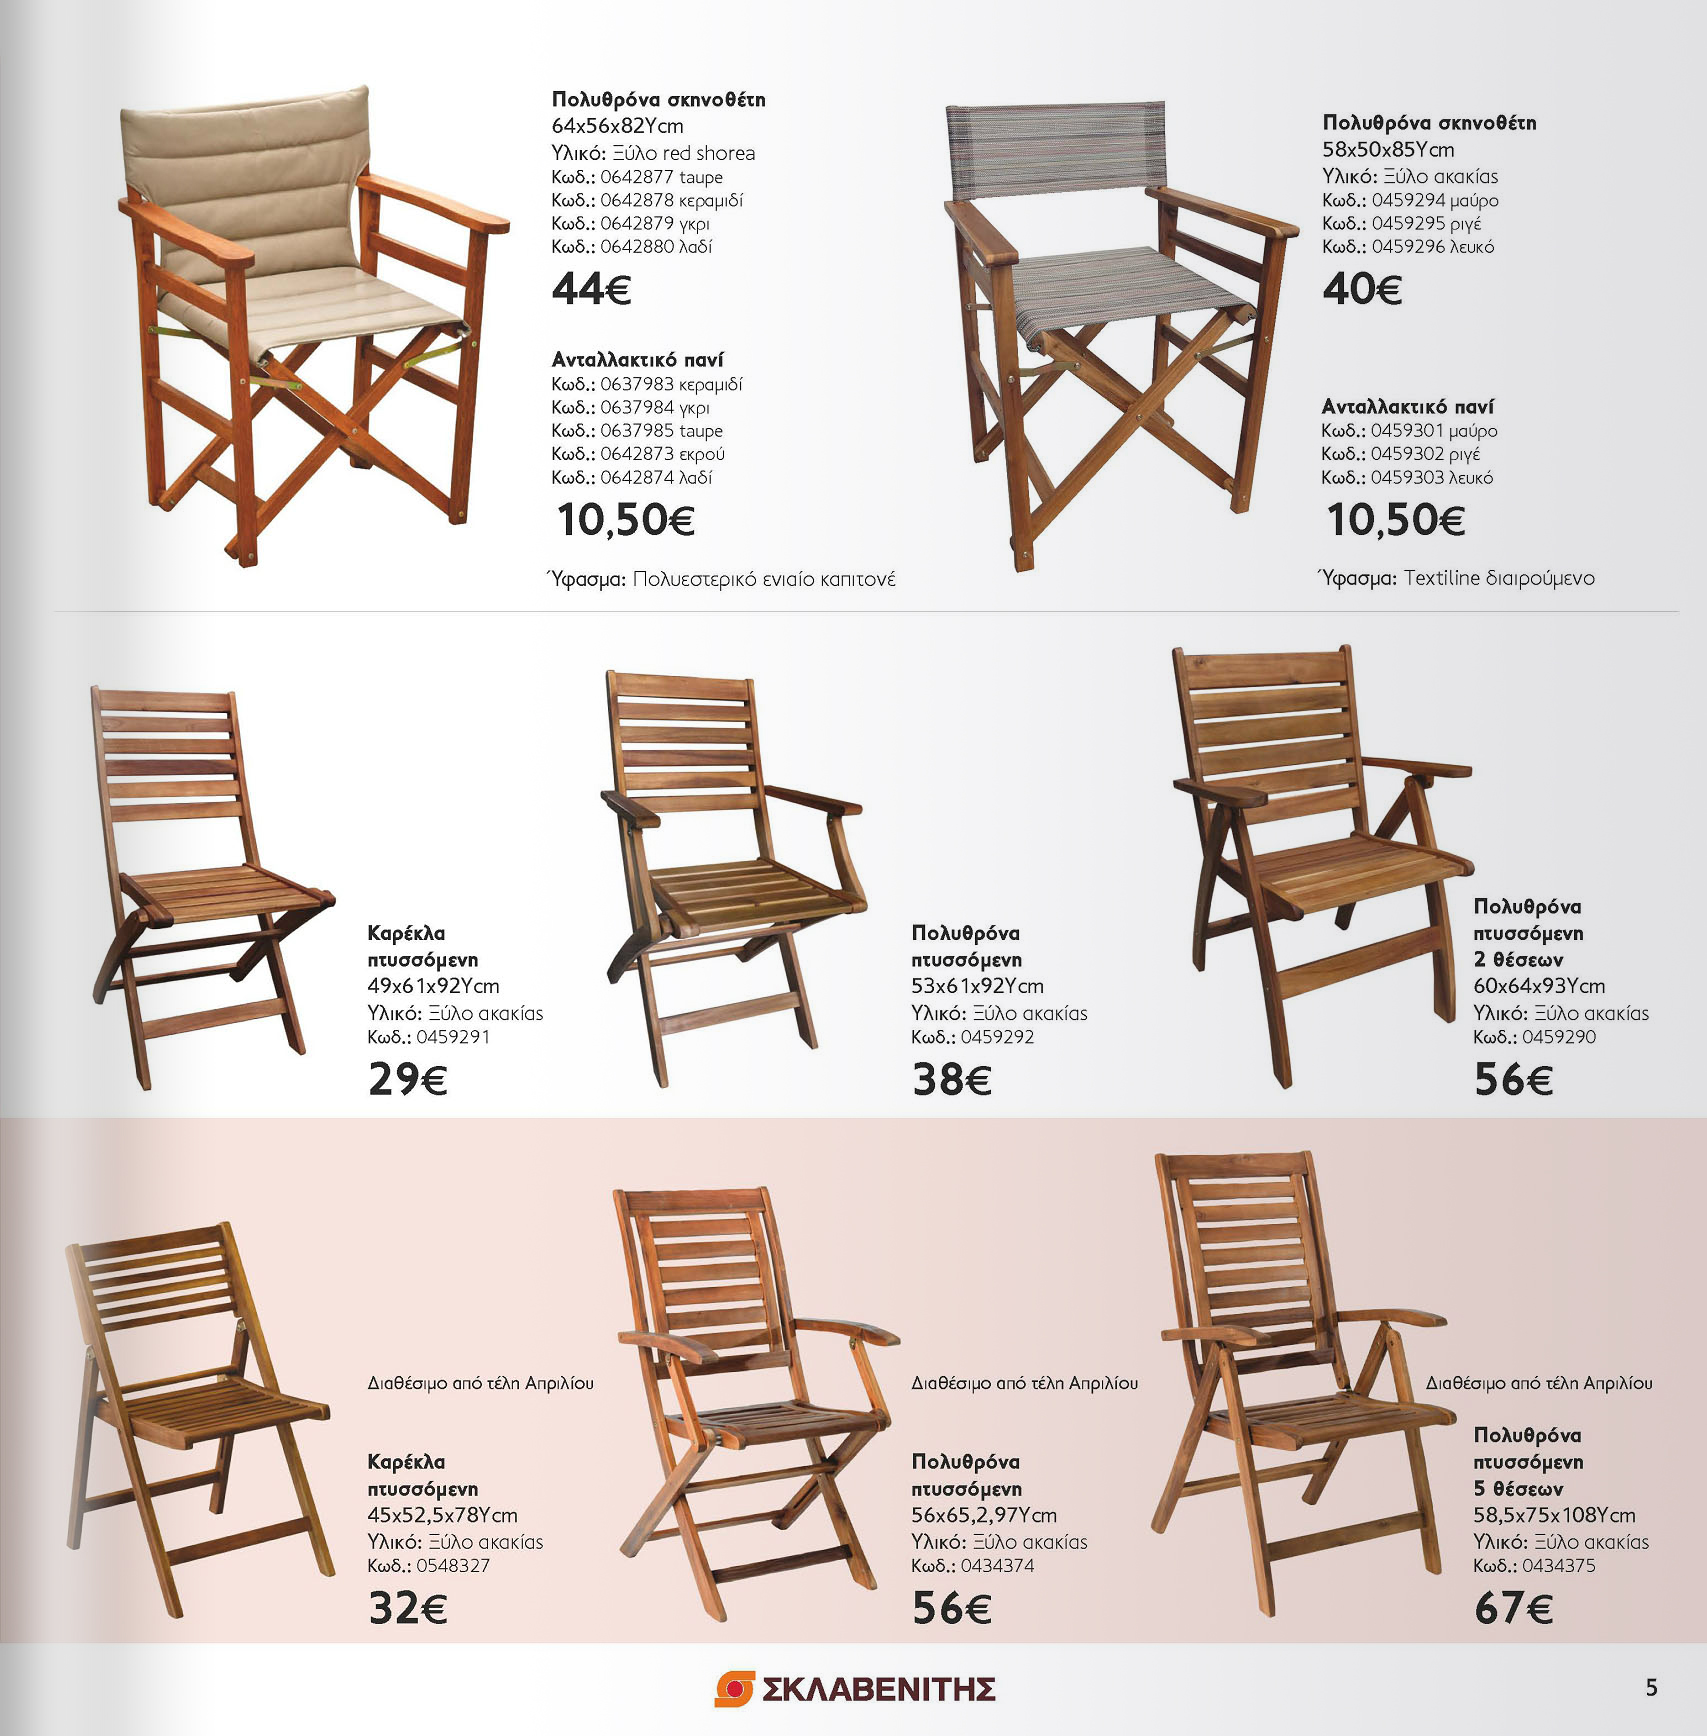 Πολυθρόνα σκηνοθέτη
64x56x82Ycm
Υλικό: Ξύλο red shorea
Κωδ.: 0642877 taupe
Κωδ.: 0642878 κεραμιδί
Κωδ.: 0642879 γκρι
Κωδ.: 0642880 λαδί
44€
Ανταλλακτικό πανί
Κωδ.: 0637983 κεραμιδί
Κωδ.: 0637984 γκρι
Κωδ.: 0637985 taupe
Κωδ.: 0642873 εκρού
Κωδ.: 0642874 λαδί
10,50€
Ύφασμα: Πολυεστερικό ενιαίο καπιτονέ
Πολυθρόνα σκηνοθέτη
58x50x85Ycm
Υλικό: Ξύλο ακακίας
Κωδ.: 0459294 μαύρο
Κωδ.: 0459295 ριγέ
Κωδ.: 0459296 λευκό
40€
Ανταλλακτικό πανί
Κωδ.: 0459301 μαύρο
Κωδ.: 0459302 ριγέ
Κωδ.: 0459303 λευκό
10,50€
Ύφασμα: Textiline διαιρούμενο
Καρέκλα
πτυσσόμενη
49x61x92Ycm
Υλικό: Ξύλο ακακίας
Κωδ.: 0459291
29€
Πολυθρόνα
πτυσσόμενη
53x61x92Ycm
Υλικό: Ξύλο ακακίας
Κωδ.: 0459292
38€
Πολυθρόνα
πτυσσόμενη
2 θέσεων
60x64x93Ycm
Υλικό: Ξύλο ακακίας
Κωδ.: 0459290
56€
Διαθέσιμο από τέλη Απριλίου
Καρέκλα
πτυσσόμενη
45x52,5x78Ycm
Υλικό: Ξύλο ακακίας
Κωδ.: 0548327
32€
Διαθέσιμο από τέλη Απριλίου
Πολυθρόνα
πτυσσόμενη
56x65,2,97Ycm
Υλικό: Ξύλο ακακίας
Κωδ.: 0434374
56€
Διαθέσιμο από τέλη Απριλίου
Πολυθρόνα
πτυσσόμενη
5 θέσεων
58,5x75x108Ycm
Υλικό: Ξύλο ακακίας
Κωδ.: 0434375
67€
ΣΚΛΑΒΕΝΙΤΗΣ
5